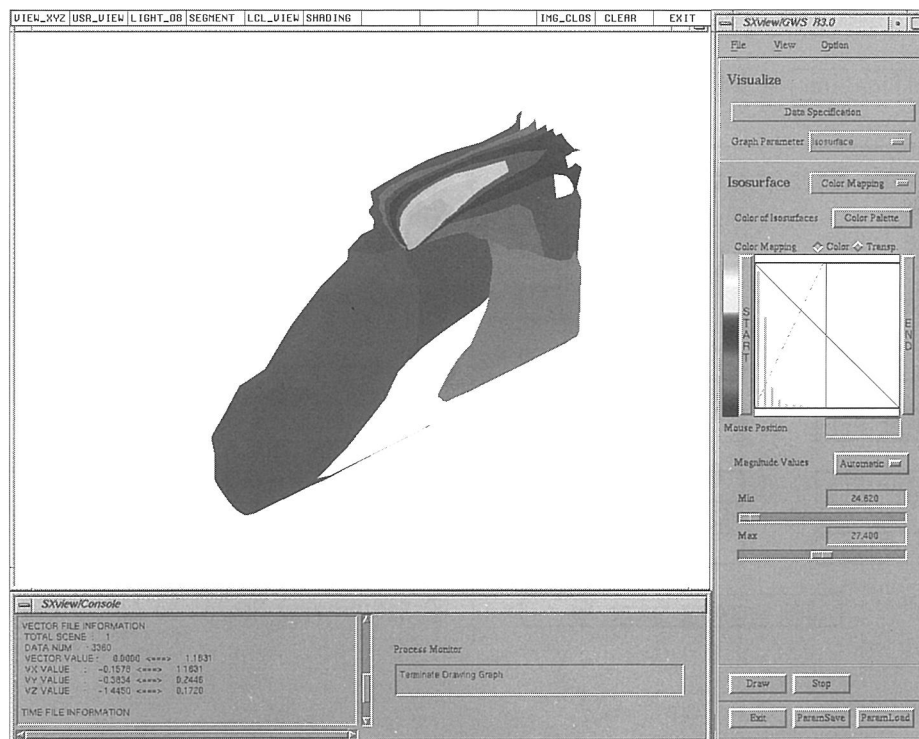 VIEW_XYZ USR_VIEW LIGHT_08 SEGMENT LCL_VIEW SHADING IMG_CLOS CLEAR EXIT
SXview/GWS R3.0
File View Option
Visualize
Data Specification
Graph Parameter Isosurface
Isosurface Color Mapping
Color of Isosurfaces Color Palette
Color Mapping Color Transp.
START
END
Mouse Position
Magnitude Values Automatic
Min 24.620
Max 27.400
SXview/Console
VECTOR FILE INFORMATION
TOTAL SCENE : 1
DATA NUM : 3360
VECTOR VALUE : 0.0000 <===> 1.1631
VX VALUE : -0.1578 <===> 1.1631
VY VALUE : -0.3834 <===> 0.2446
VZ VALUE : -1.4450 <===> 0.1720
TIME FILE INFORMATION
Process Monitor
Terminate Drawing Graph
Draw Stop
Exit ParamSave ParamLoad